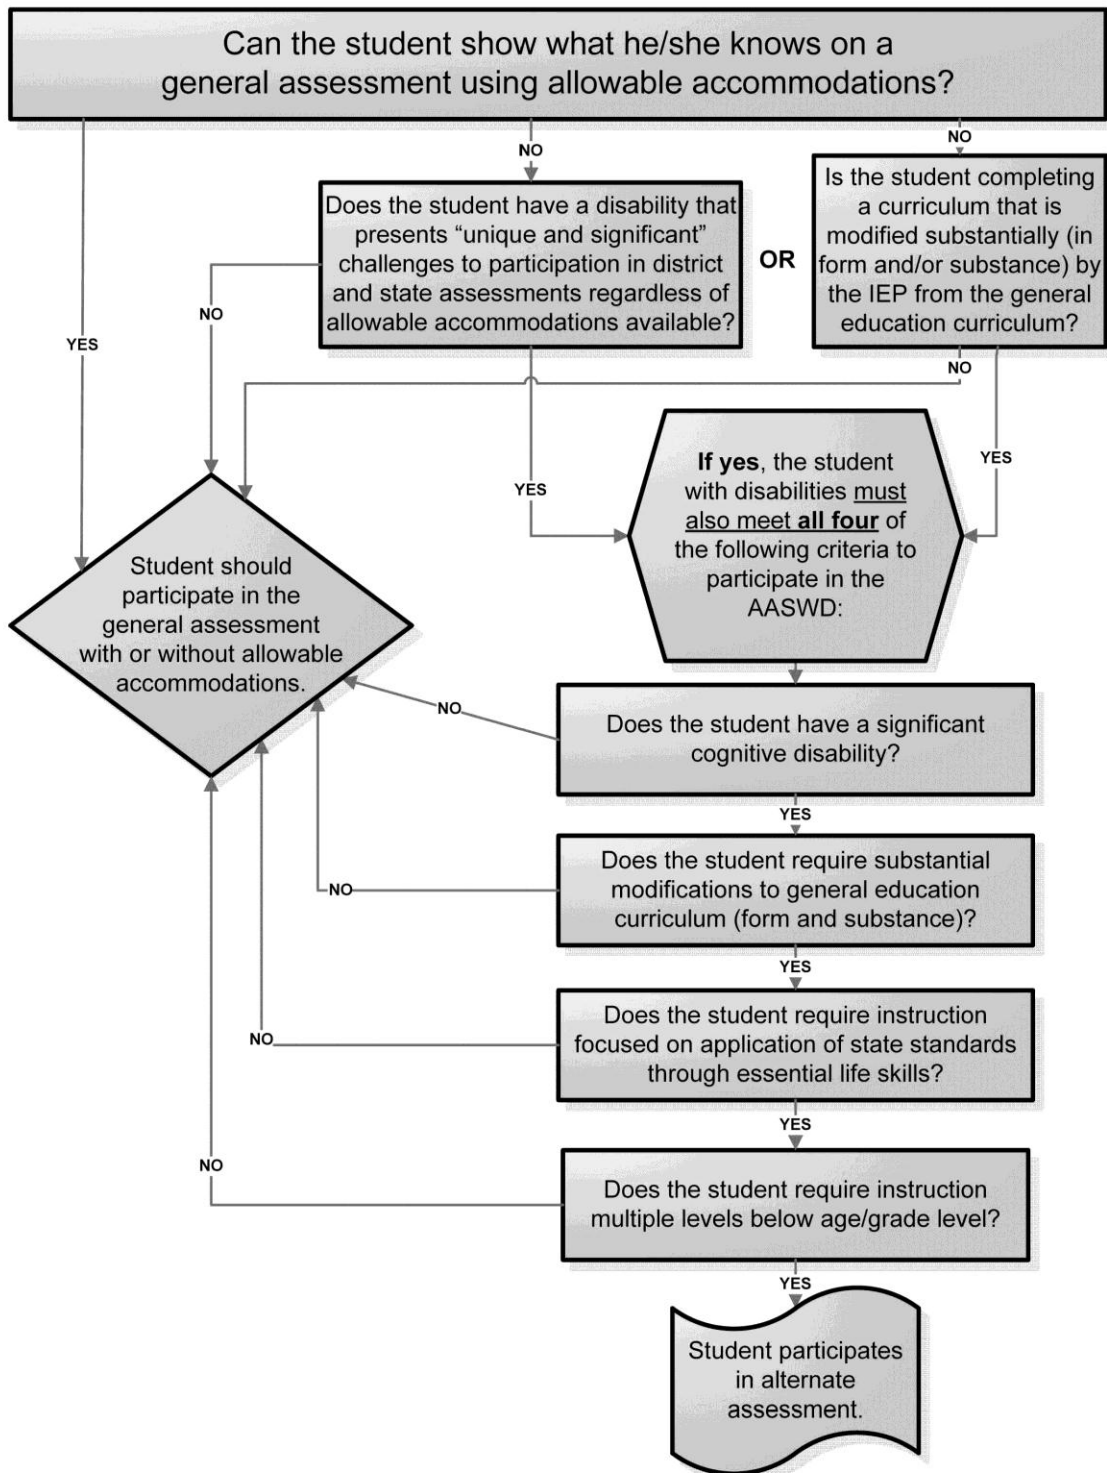 Can the student show what he/she knows on a
general assessment using allowable accommodations?
YES
NO
NO
Does the student have a disability that
presents “unique and significant”
challenges to participation in district
and state assessments regardless of
allowable accommodations available?
OR
Is the student completing
a curriculum that is
modified substantially (in
form and/or substance) by
the IEP from the general
education curriculum?
NO
NO
YES
YES
If yes, the student
with disabilities must
also meet all four of
the following criteria to
participate in the
AASWD:
Student should
participate in the
general assessment
with or without allowable
accommodations.
NO
Does the student have a significant
cognitive disability?
YES
NO
Does the student require substantial
modifications to general education
curriculum (form and substance)?
YES
NO
Does the student require instruction
focused on application of state standards
through essential life skills?
YES
NO
Does the student require instruction
multiple levels below age/grade level?
YES
Student participates
in alternate
assessment.